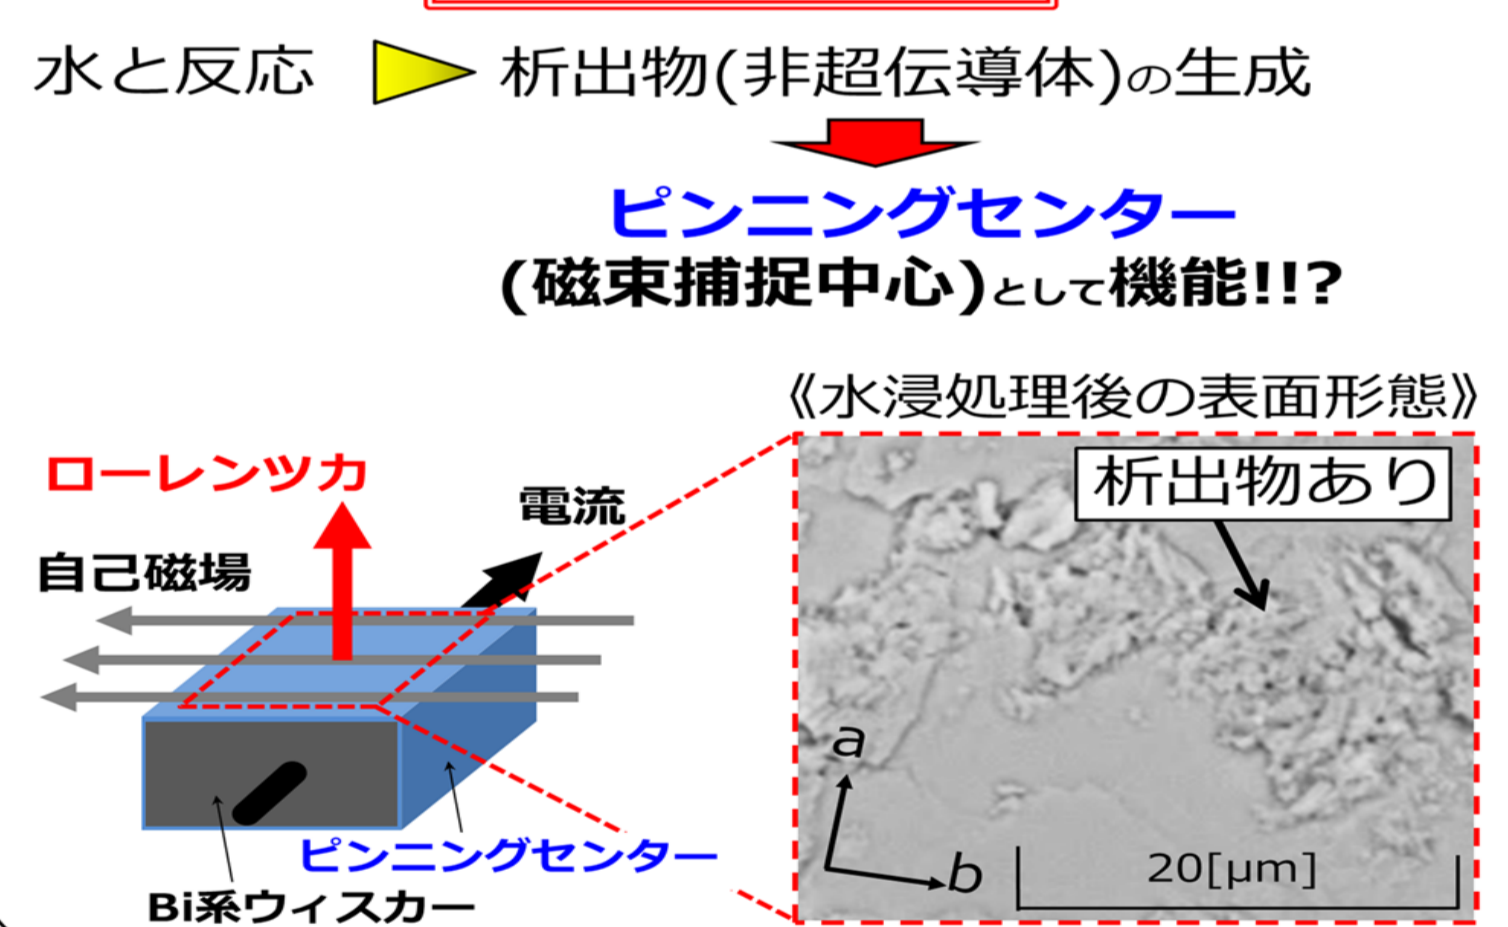 水と反応 析出物(非超伝導体)の生成
ピンニングセンター
(磁束捕捉中心)として機能!!?
《水浸処理後の表面形態》
析出物あり
ローレンツ力
電流
自己磁場
a
b
20[μm]
ピンニングセンター
Bi系ウィスカー